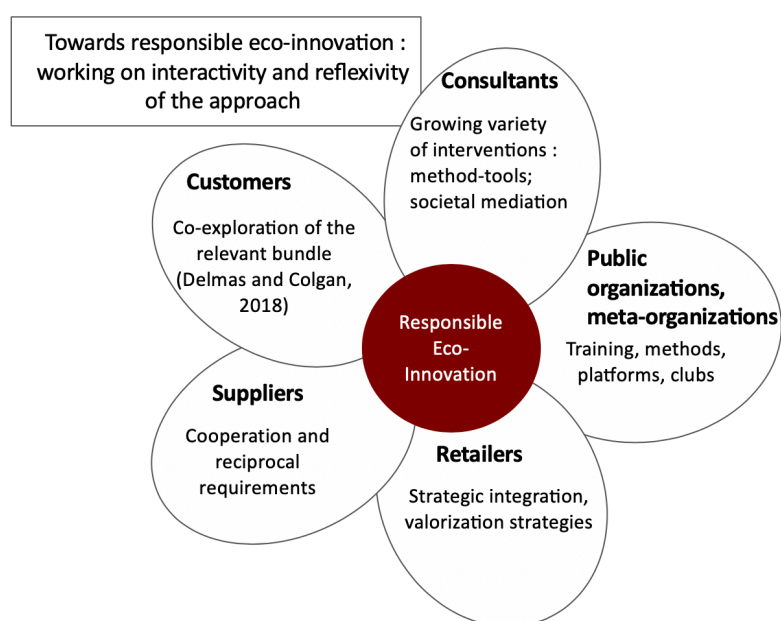 Towards responsible eco-innovation :
working on interactivity and reflexivity
of the approach
Consultants
Growing variety
of interventions :
method-tools;
societal mediation
Customers
Co-exploration of the
relevant bundle
(Delmas and Colgan,
2018)
Public
organizations,
meta-organizations
Training, methods,
platforms, clubs
Responsible
Eco-
Innovation
Suppliers
Cooperation and
reciprocal
requirements
Retailers
Strategic integration,
valorization strategies